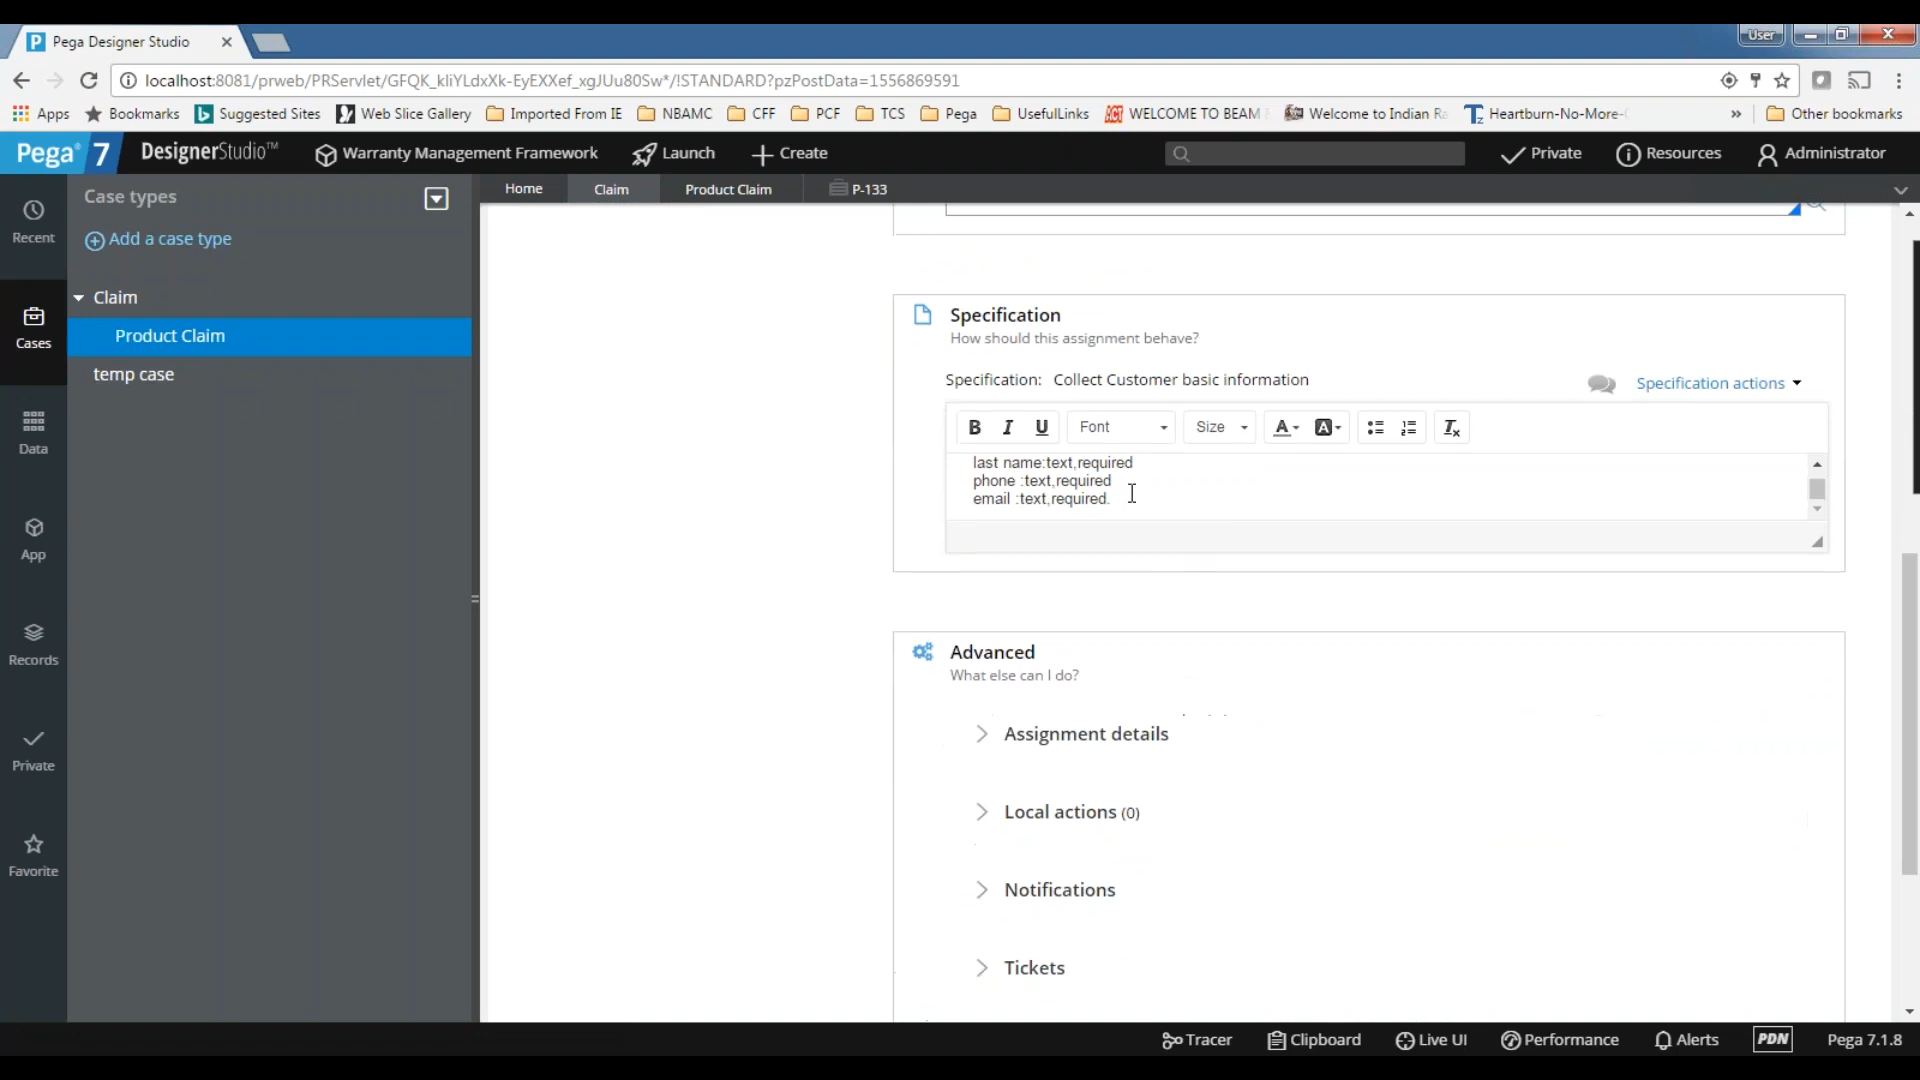 Pega Designer Studio
User
localhost:8081/prweb/PRServlet/GFQK_kliYLdxXk-EyEXXef_xgJUu80Sw*/!STANDARD?pzPostData=1556869591
Apps Bookmarks Suggested Sites Web Slice Gallery Imported From IE NBAMC CFF PCF TCS Pega UsefulLinks WELCOME TO BEAM Welcome to Indian Ra Heartburn-No-More- » Other bookmarks
Pega 7 DesignerStudio™ Warranty Management Framework Launch Create Private Resources Administrator
Case types
Home Claim Product Claim P-133
Recent
Add a case type
Claim
Product Claim
temp case
Cases
Data
App
Records
Private
Favorite
Specification
How should this assignment behave?
Specification: Collect Customer basic information
Specification actions
B I U Font Size A A
last name:text,required
phone :text,required
email :text,required.
Advanced
What else can I do?
Assignment details
Local actions (0)
Notifications
Tickets
Tracer Clipboard Live UI Performance Alerts PDN Pega 7.1.8